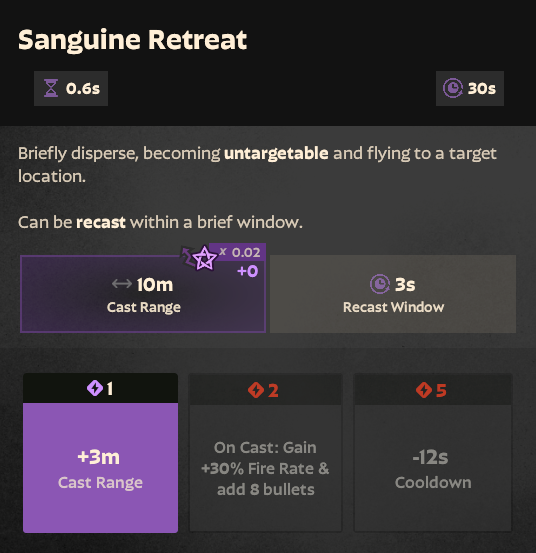 Sanguine Retreat
0.6s
30s
Briefly disperse, becoming untargetable and flying to a target
location.
Can be recast within a brief window.
x 0.02
+0
10m
Cast Range
3s
Recast Window
1
+3m
Cast Range
2
On Cast: Gain
+30% Fire Rate &
add 8 bullets
5
-12s
Cooldown